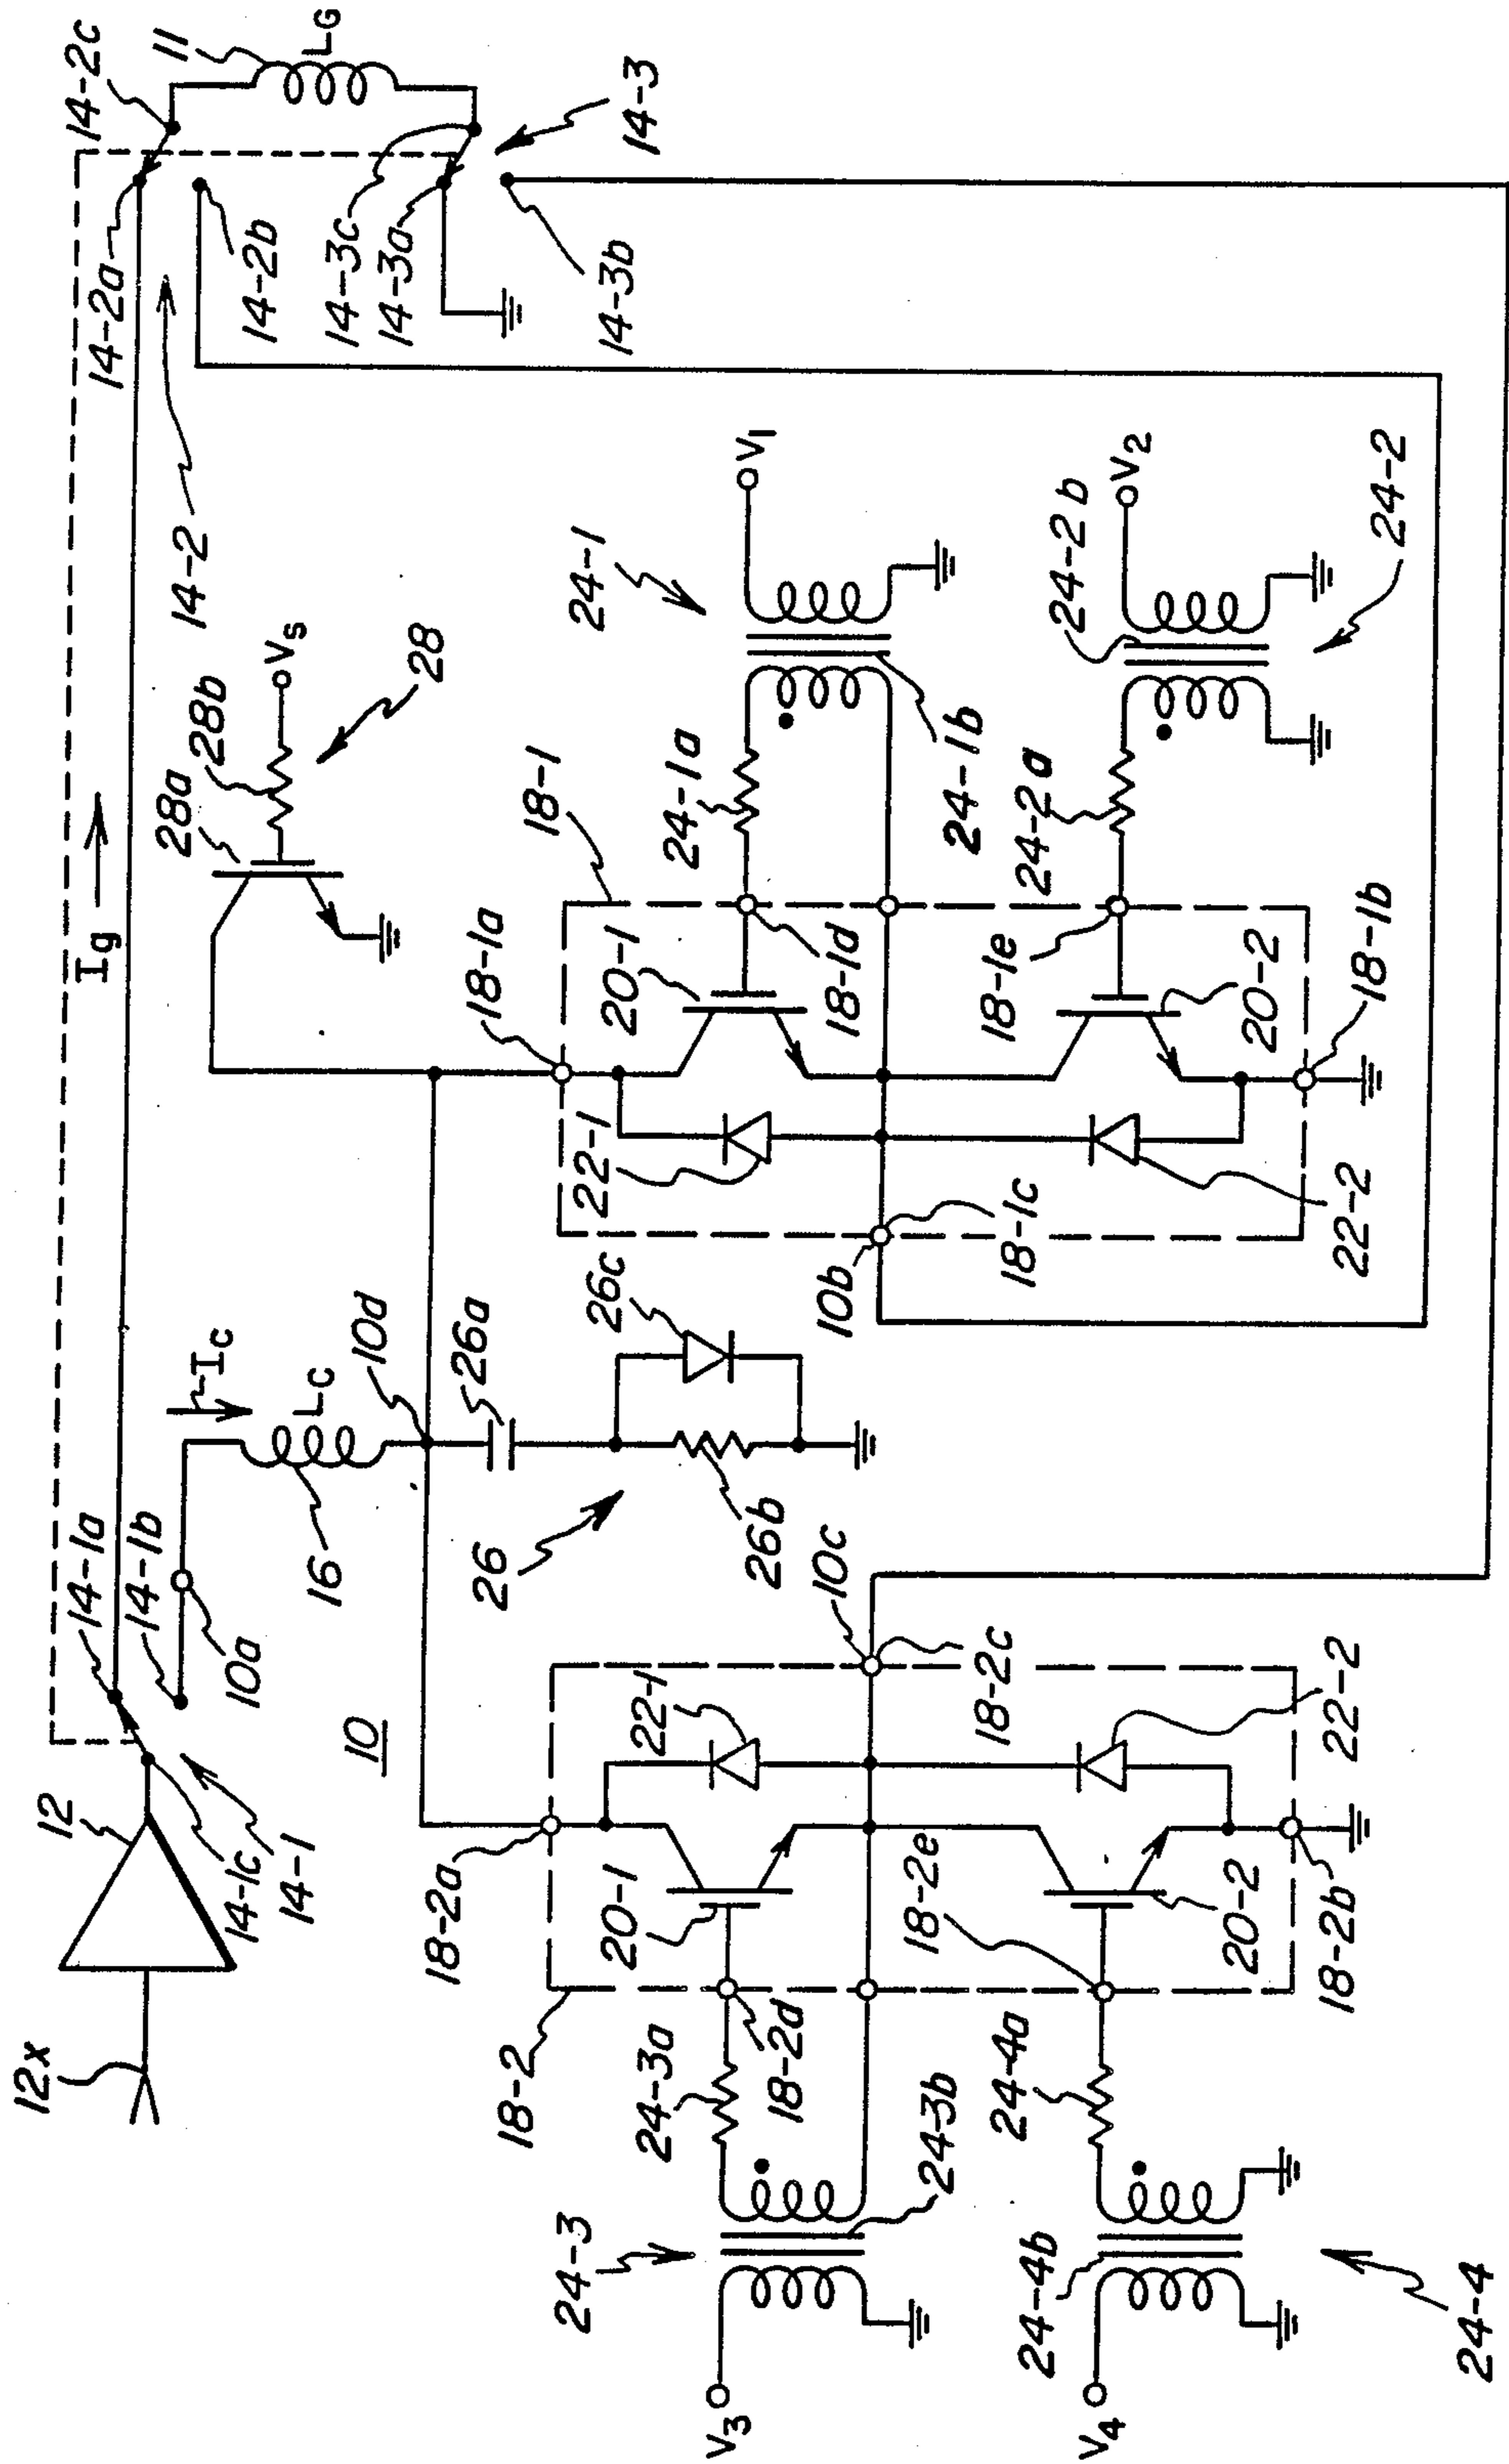 12x
12
14-1c
14-1
14-1a
14-1b
10a
10
16
Ic
Lc
10d
26a
26
26b
26c
Ig
28a
28b
Vs
28
14-2
14-2a
14-2c
11
LG
14-2b
14-3c
14-3a
14-3
14-3b
18-2a
18-2
20-1
22-1
24-3
24-3a
18-2d
24-3b
V3
10c
18-2c
18-2e
24-4a
24-4b
V4
20-2
18-2b
22-2
24-4
18-1a
18-1
22-1
20-1
24-1a
24-1
V1
18-1d
24-1b
10b
18-1c
18-1e
24-2a
24-2b
V2
22-2
20-2
18-1b
24-2